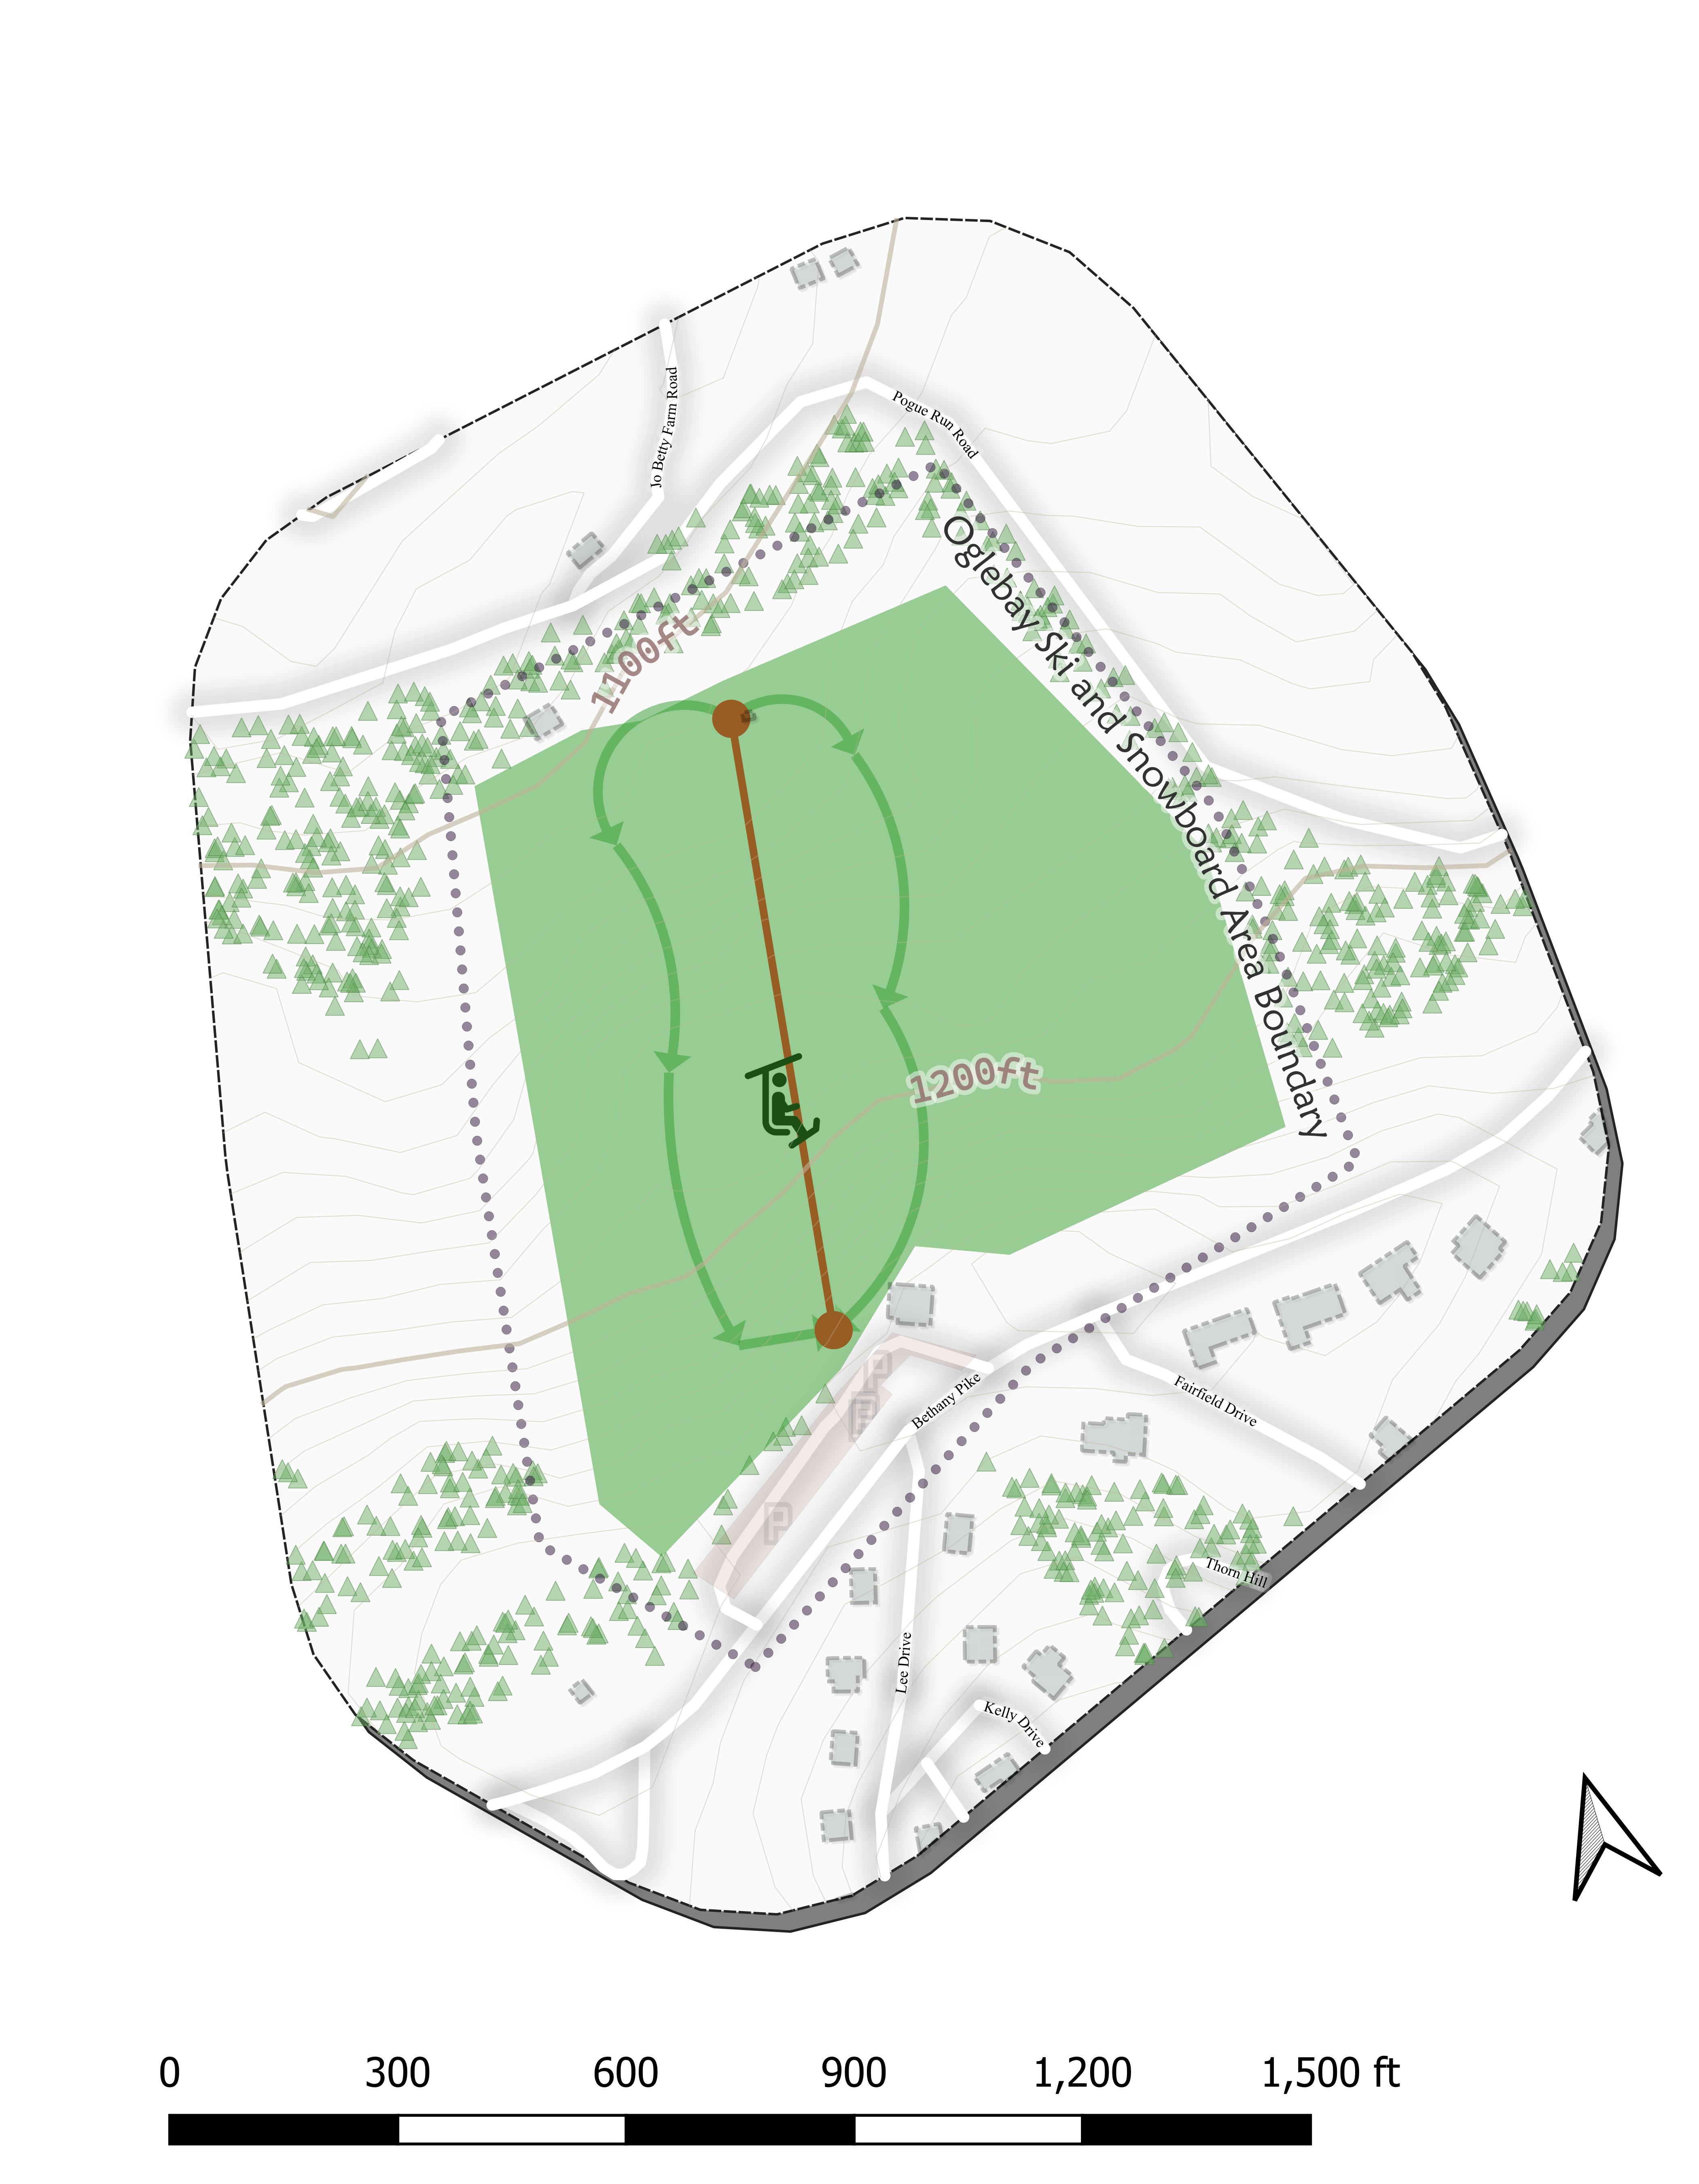 Jo Betty Farm Road
Pogue Run Road
Oglebay Ski and Snowboard Area Boundary
1100ft
1200ft
P
P
P
Bethany Pike
Fairfield Drive
Thorn Hill
Lee Drive
Kelly Drive
0 300 600 900 1,200 1,500 ft